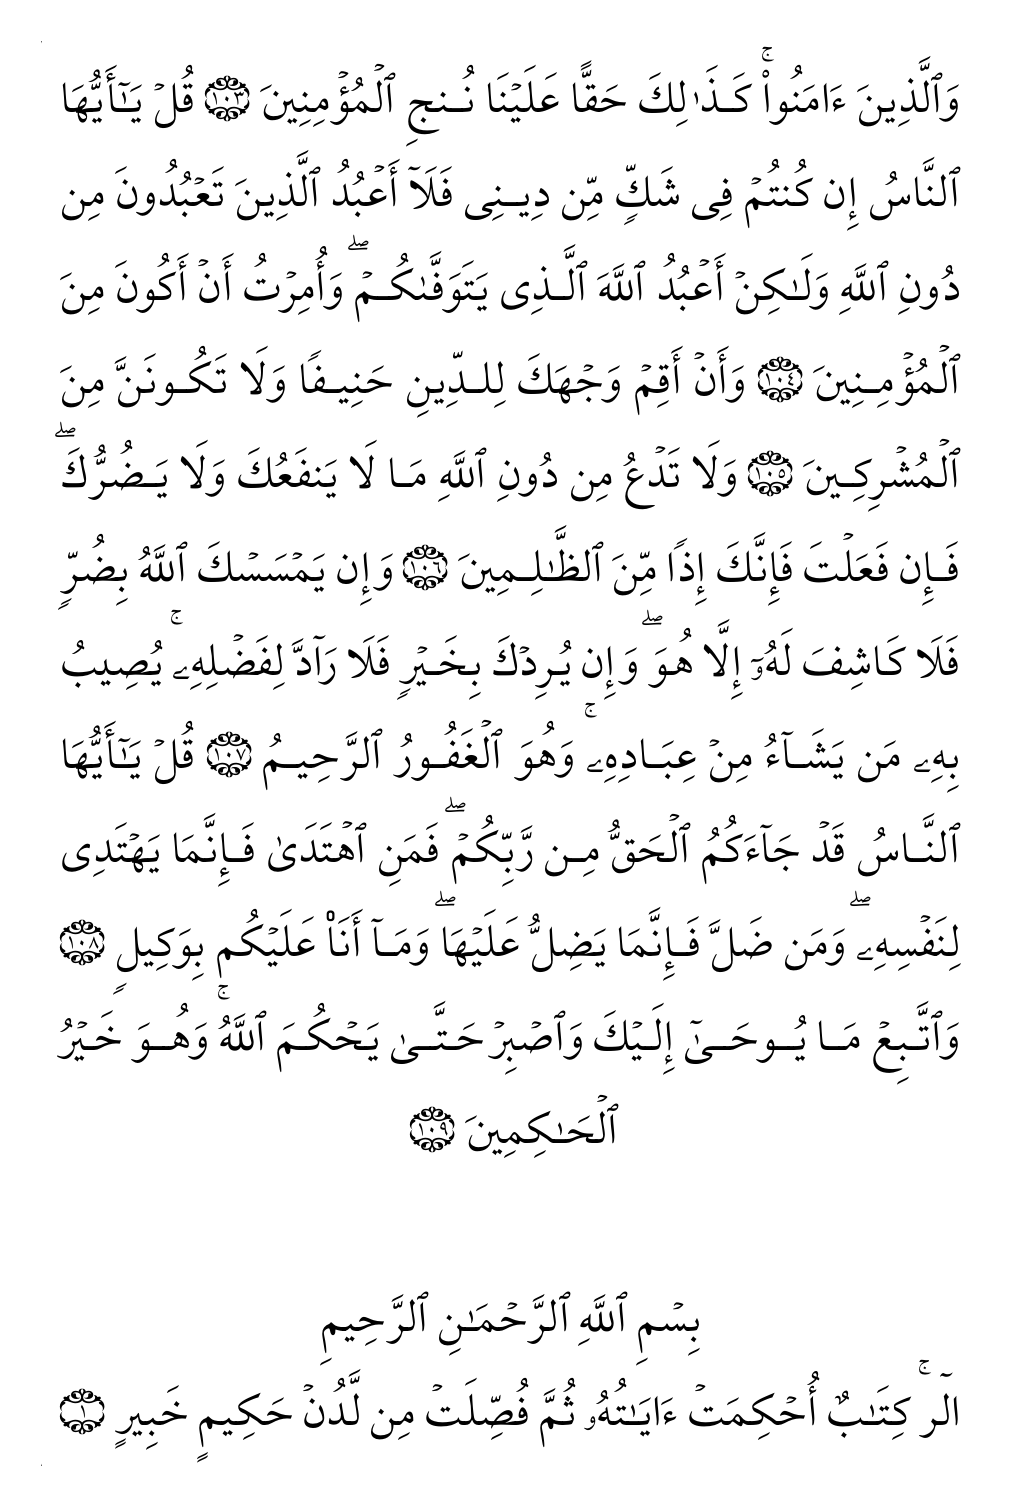 وَٱلَّذِينَ ءَامَنُوا۟ ۚ كَذَٰلِكَ حَقًّا عَلَيْنَا نُنجِ ٱلْمُؤْمِنِينَ ١٠٣ قُلْ يَـٰٓأَيُّهَا
ٱلنَّاسُ إِن كُنتُمْ فِى شَكٍّ مِّن دِينِى فَلَآ أَعْبُدُ ٱلَّذِينَ تَعْبُدُونَ مِن
دُونِ ٱللَّهِ وَلَـٰكِنْ أَعْبُدُ ٱللَّهَ ٱلَّذِى يَتَوَفَّىٰكُمْ ۖ وَأُمِرْتُ أَنْ أَكُونَ مِنَ
ٱلْمُؤْمِنِينَ ١٠٤ وَأَنْ أَقِمْ وَجْهَكَ لِلدِّينِ حَنِيفًا وَلَا تَكُونَنَّ مِنَ
ٱلْمُشْرِكِينَ ١٠٥ وَلَا تَدْعُ مِن دُونِ ٱللَّهِ مَا لَا يَنفَعُكَ وَلَا يَضُرُّكَ ۖ
فَإِن فَعَلْتَ فَإِنَّكَ إِذًا مِّنَ ٱلظَّـٰلِمِينَ ١٠٦ وَإِن يَمْسَسْكَ ٱللَّهُ بِضُرٍّ
فَلَا كَاشِفَ لَهُۥٓ إِلَّا هُوَ ۖ وَإِن يُرِدْكَ بِخَيْرٍ فَلَا رَآدَّ لِفَضْلِهِۦ ۚ يُصِيبُ
بِهِۦ مَن يَشَآءُ مِنْ عِبَادِهِۦ ۚ وَهُوَ ٱلْغَفُورُ ٱلرَّحِيمُ ١٠٧ قُلْ يَـٰٓأَيُّهَا
ٱلنَّاسُ قَدْ جَآءَكُمُ ٱلْحَقُّ مِن رَّبِّكُمْ ۖ فَمَنِ ٱهْتَدَىٰ فَإِنَّمَا يَهْتَدِى
لِنَفْسِهِۦ ۖ وَمَن ضَلَّ فَإِنَّمَا يَضِلُّ عَلَيْهَا ۖ وَمَآ أَنَا۠ عَلَيْكُم بِوَكِيلٍ ١٠٨
وَٱتَّبِعْ مَا يُوحَىٰٓ إِلَيْكَ وَٱصْبِرْ حَتَّىٰ يَحْكُمَ ٱللَّهُ ۚ وَهُوَ خَيْرُ
ٱلْحَـٰكِمِينَ ١٠٩
بِسْمِ ٱللَّهِ ٱلرَّحْمَـٰنِ ٱلرَّحِيمِ
الٓر ۚ كِتَـٰبٌ أُحْكِمَتْ ءَايَـٰتُهُۥ ثُمَّ فُصِّلَتْ مِن لَّدُنْ حَكِيمٍ خَبِيرٍ ١